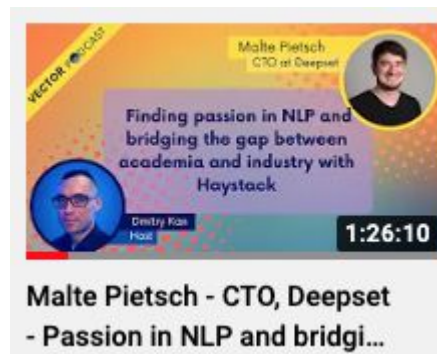 VECTOR PODCAST
Malte Pietsch
CTO at Deepset
Finding passion in NLP and
bridging the gap between
academia and industry with
Haystack
Dmitry Kan
Host
1:26:10
Malte Pietsch - CTO, Deepset
- Passion in NLP and bridgi...